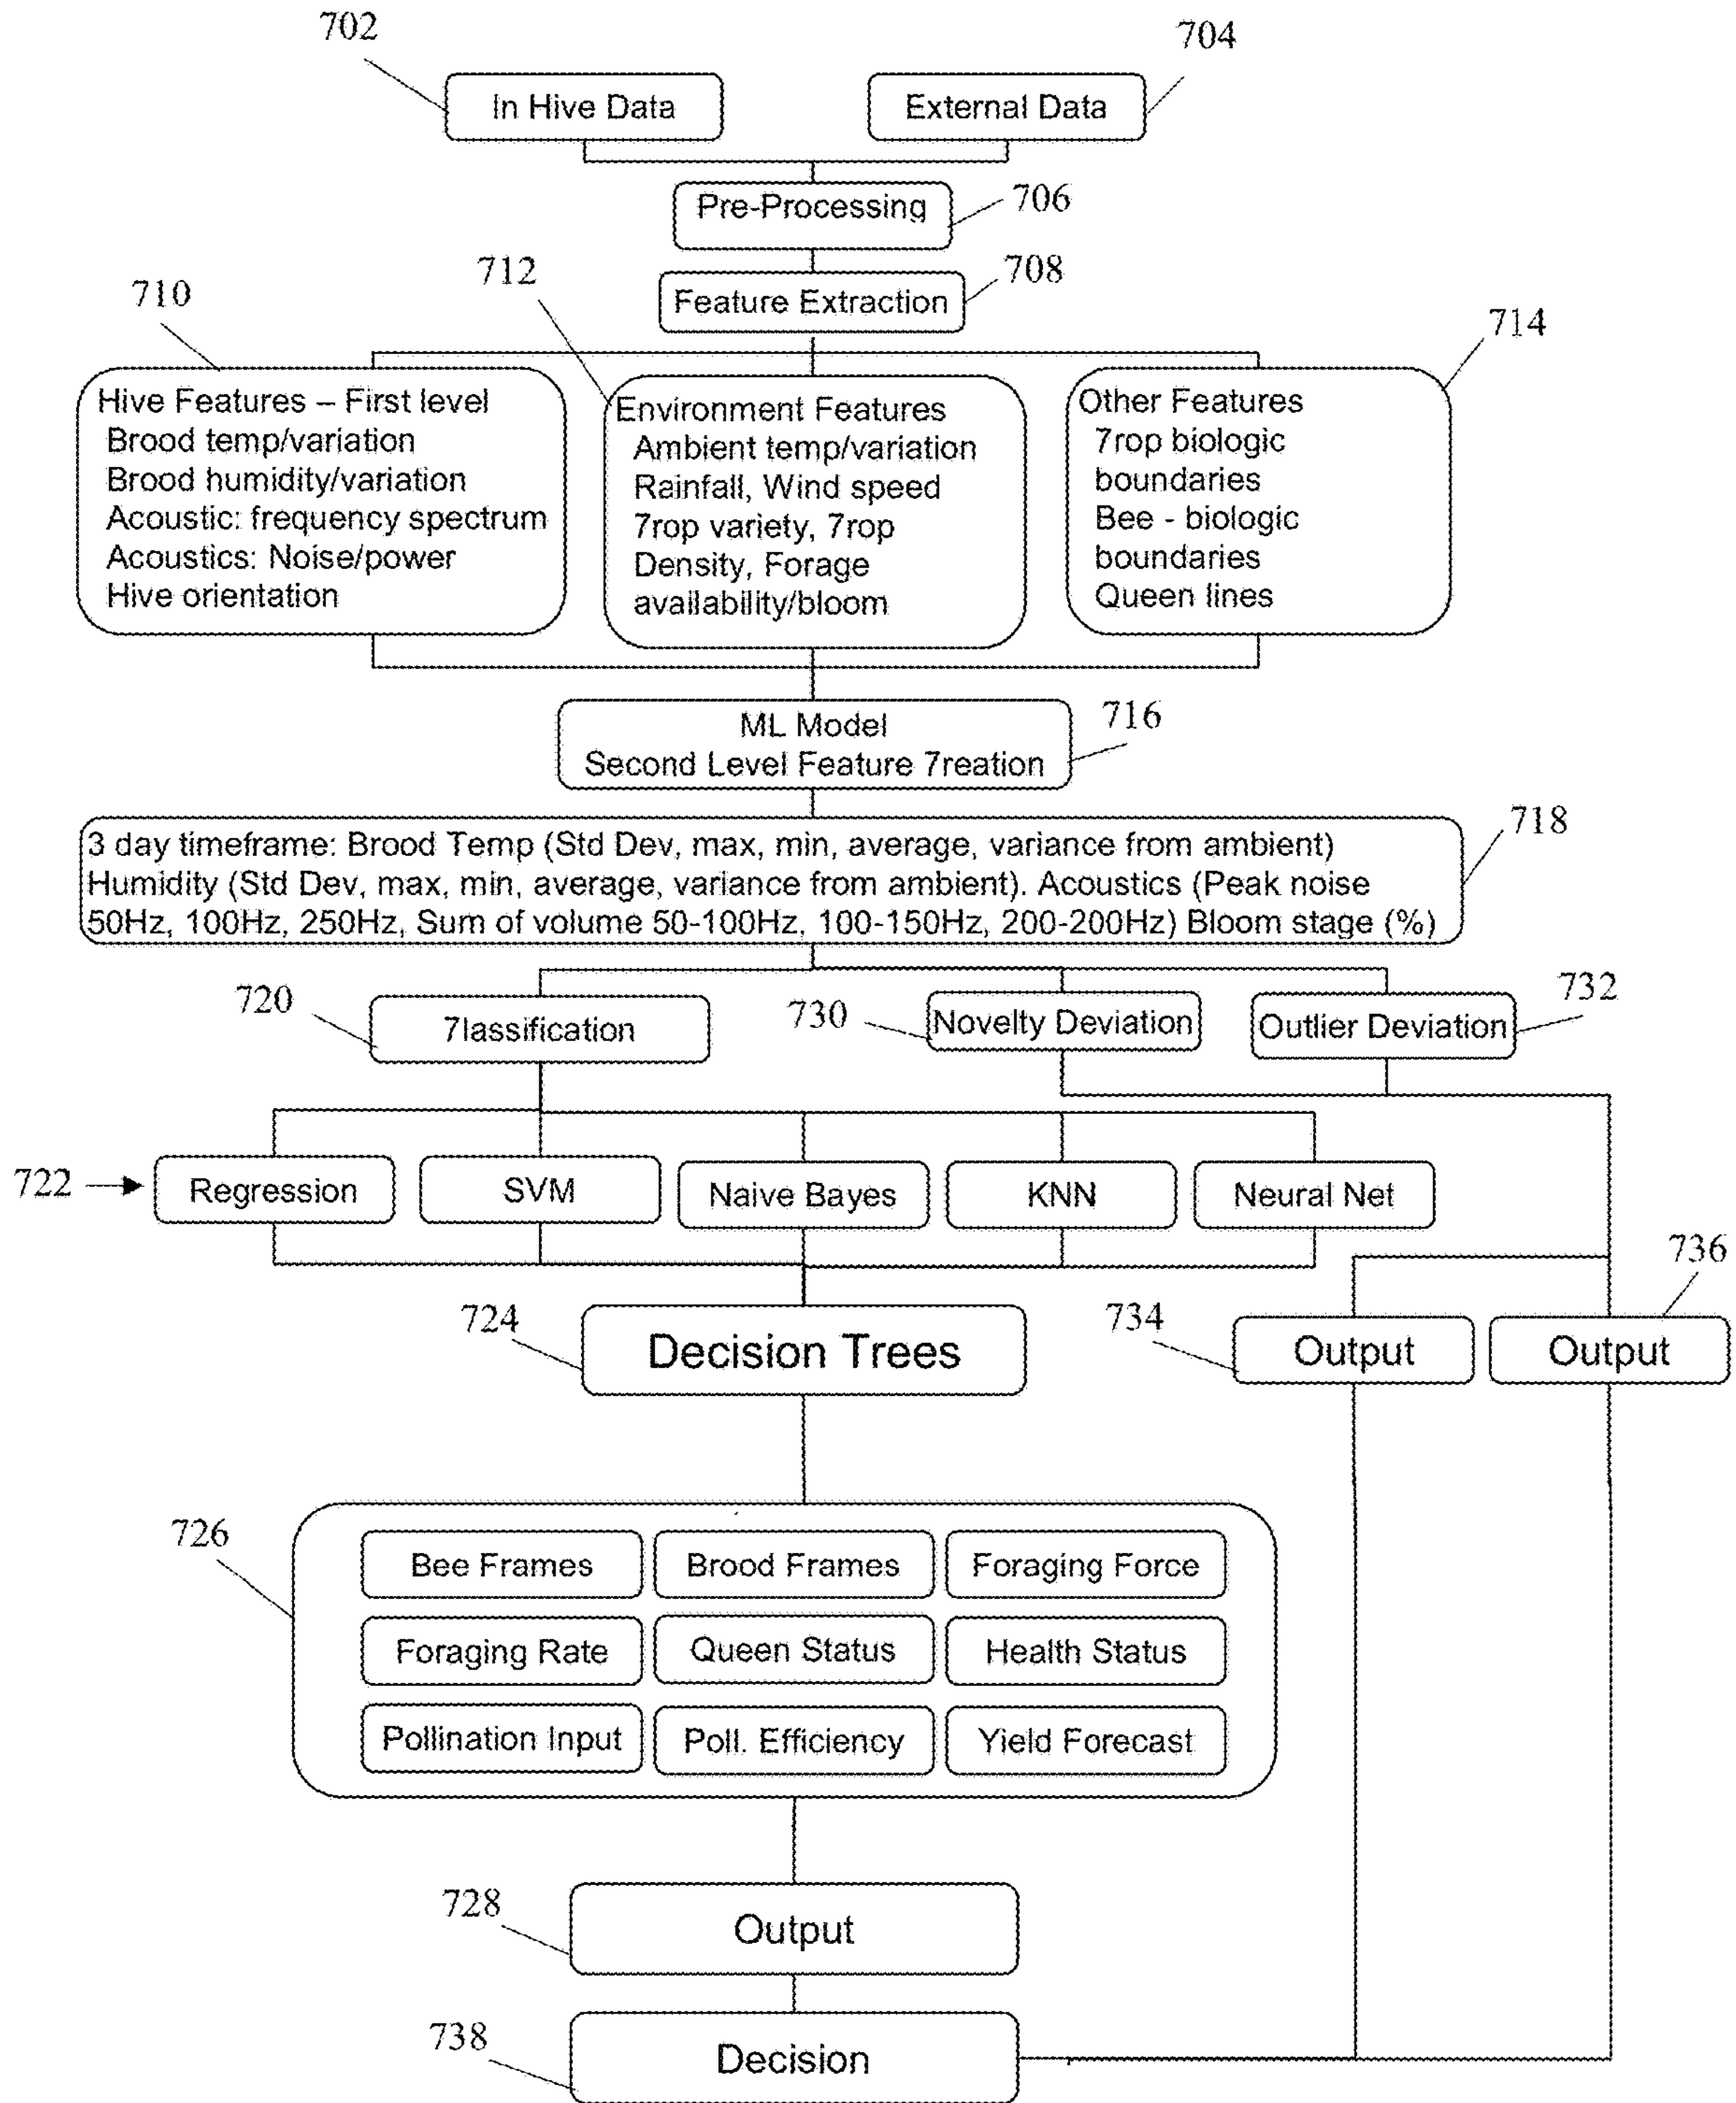 702
704
In Hive Data
External Data
Pre-Processing
706
708
Feature Extraction
710
712
714
Hive Features – First level
Brood temp/variation
Brood humidity/variation
Acoustic: frequency spectrum
Acoustics: Noise/power
Hive orientation
Environment Features
Ambient temp/variation
Rainfall, Wind speed
7rop variety, 7rop
Density, Forage
availability/bloom
Other Features
7rop biologic
boundaries
Bee - biologic
boundaries
Queen lines
ML Model
Second Level Feature 7reation
716
718
3 day timeframe: Brood Temp (Std Dev, max, min, average, variance from ambient)
Humidity (Std Dev, max, min, average, variance from ambient). Acoustics (Peak noise
50Hz, 100Hz, 250Hz, Sum of volume 50-100Hz, 100-150Hz, 200-200Hz) Bloom stage (%)
720
7lassification
730
Novelty Deviation
732
Outlier Deviation
722
Regression
SVM
Naive Bayes
KNN
Neural Net
724
Decision Trees
734
Output
736
Output
726
Bee Frames
Brood Frames
Foraging Force
Foraging Rate
Queen Status
Health Status
Pollination Input
Poll. Efficiency
Yield Forecast
728
Output
738
Decision